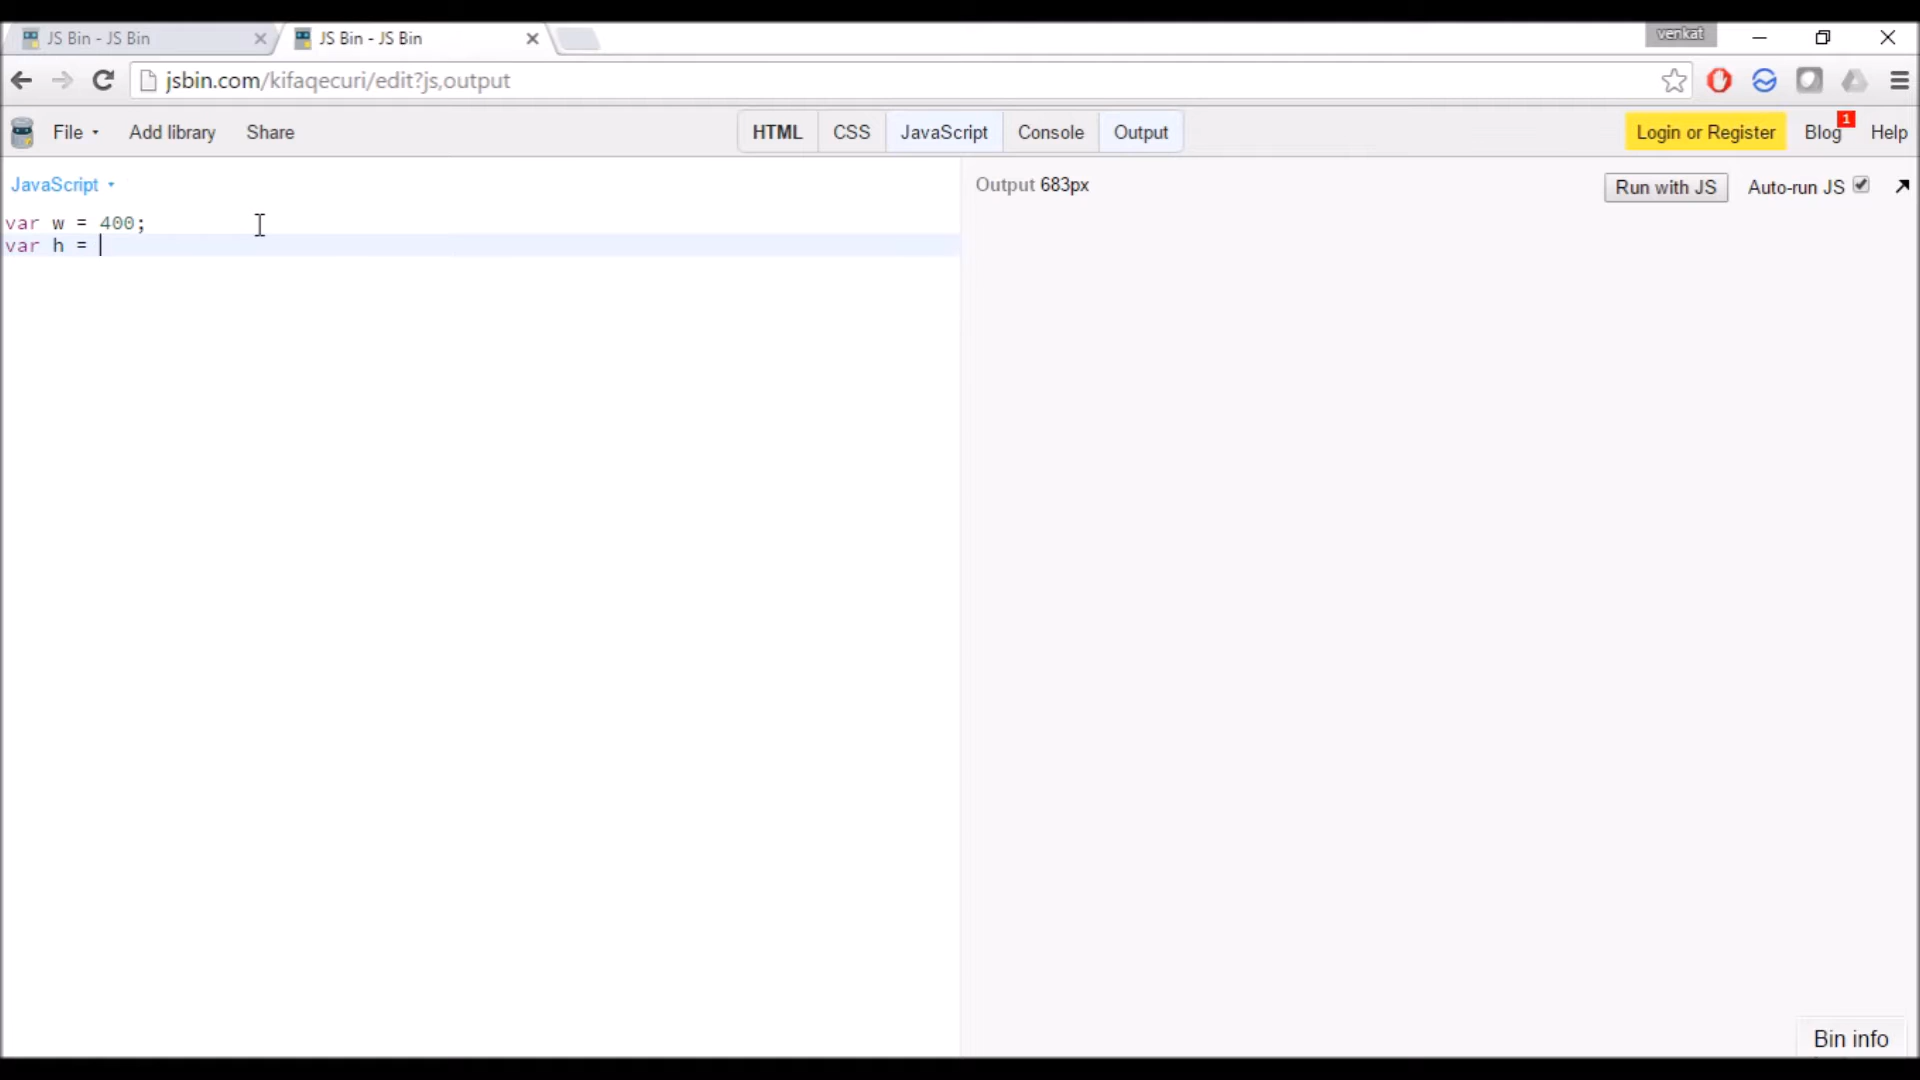 JS Bin - JS Bin
JS Bin - JS Bin
venkat
jsbin.com/kifaqecuri/edit?js,output
File
Add library
Share
HTML
CSS
JavaScript
Console
Output
Login or Register
Blog
1
Help
JavaScript
Output 683px
Run with JS
Auto-run JS
var w = 400;
var h =
Bin info